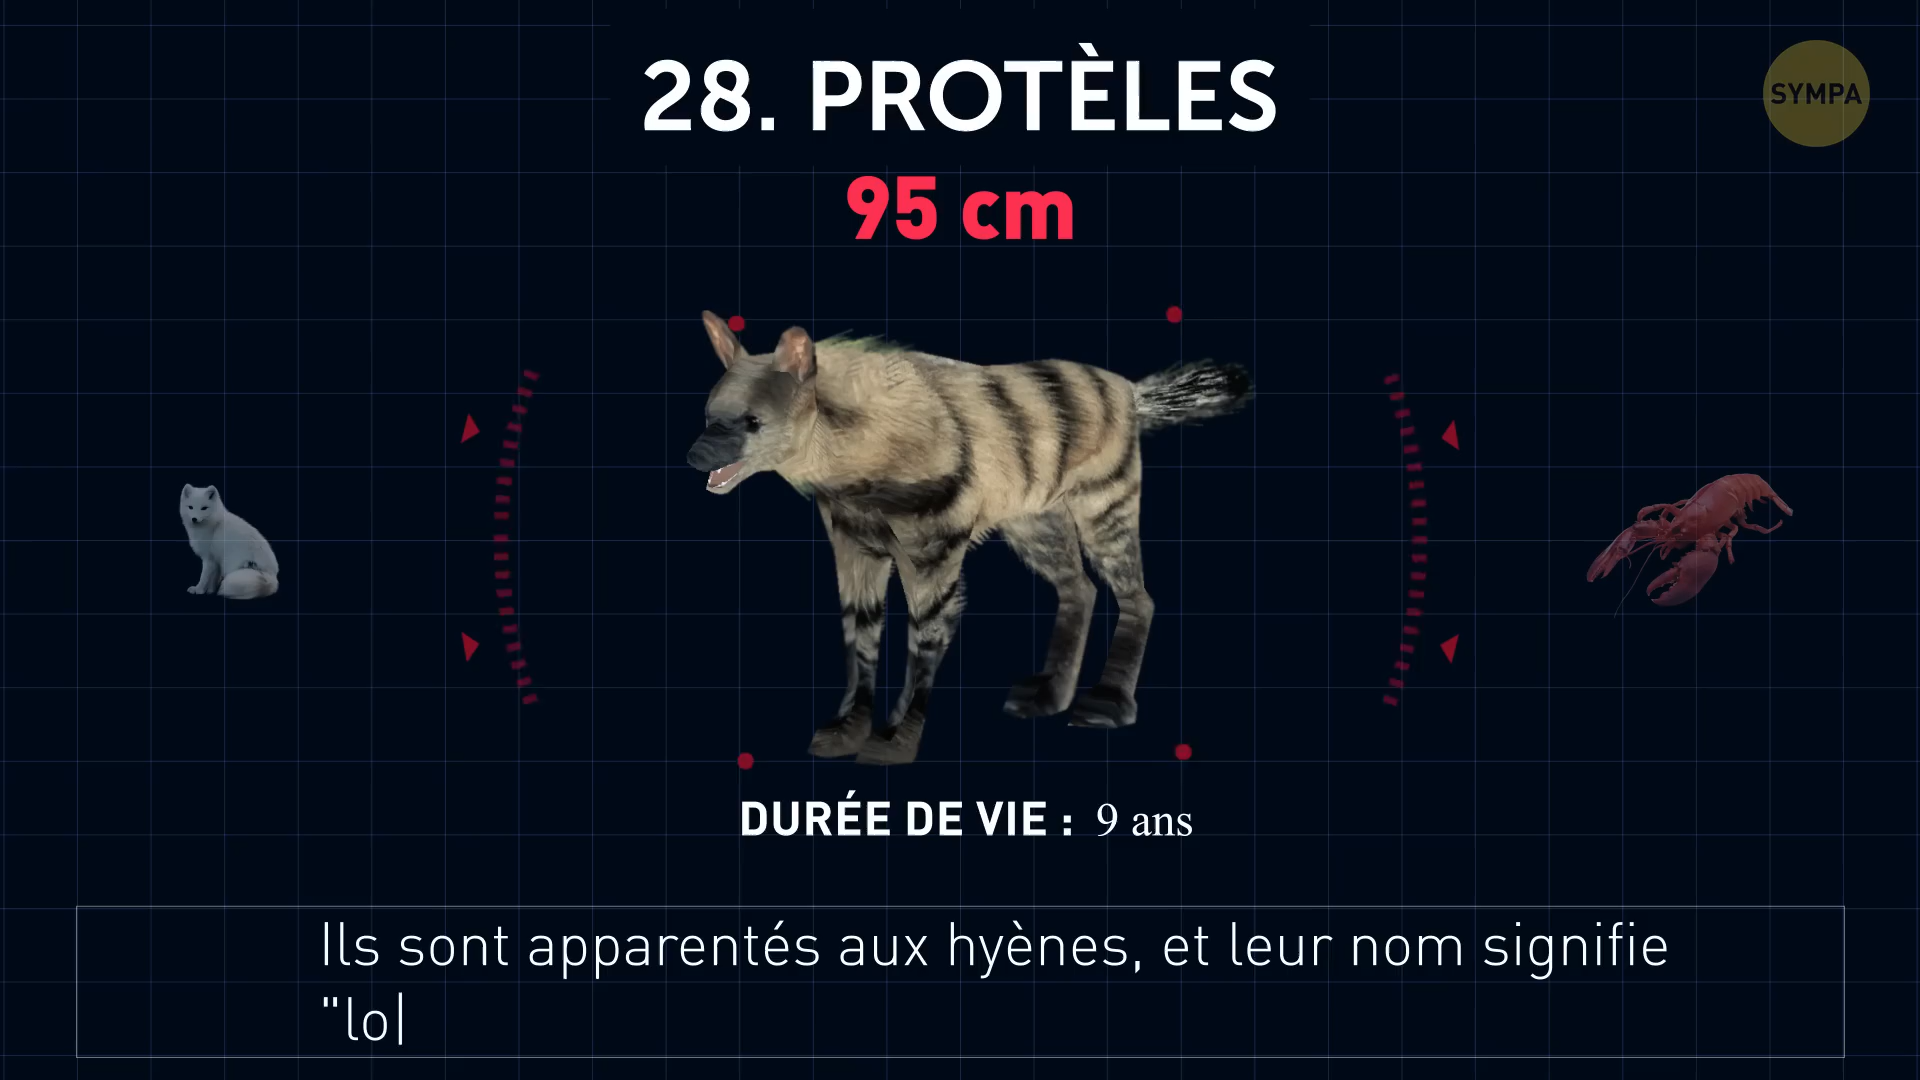 28. PROTÈLES
SYMPA
95 cm
DURÉE DE VIE : 9 ans
Ils sont apparentés aux hyènes, et leur nom signifie
"lo